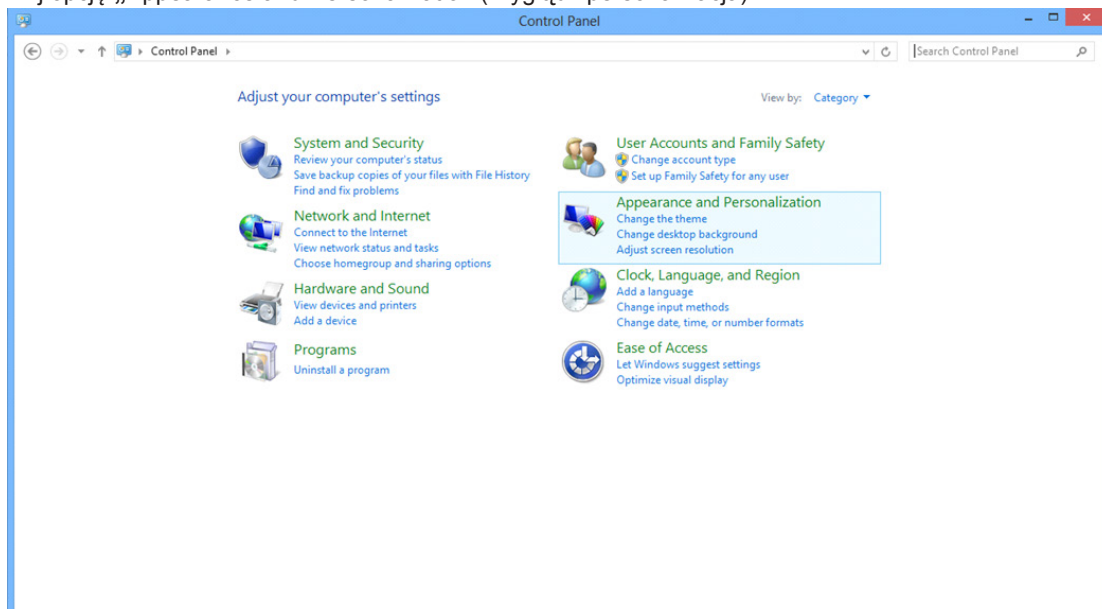 Control Panel
Control Panel
Search Control Panel
Adjust your computer's settings
View by: Category
System and Security
Review your computer's status
Save backup copies of your files with File History
Find and fix problems
Network and Internet
Connect to the Internet
View network status and tasks
Choose homegroup and sharing options
Hardware and Sound
View devices and printers
Add a device
Programs
Uninstall a program
User Accounts and Family Safety
Change account type
Set up Family Safety for any user
Appearance and Personalization
Change the theme
Change desktop background
Adjust screen resolution
Clock, Language, and Region
Add a language
Change input methods
Change date, time, or number formats
Ease of Access
Let Windows suggest settings
Optimize visual display